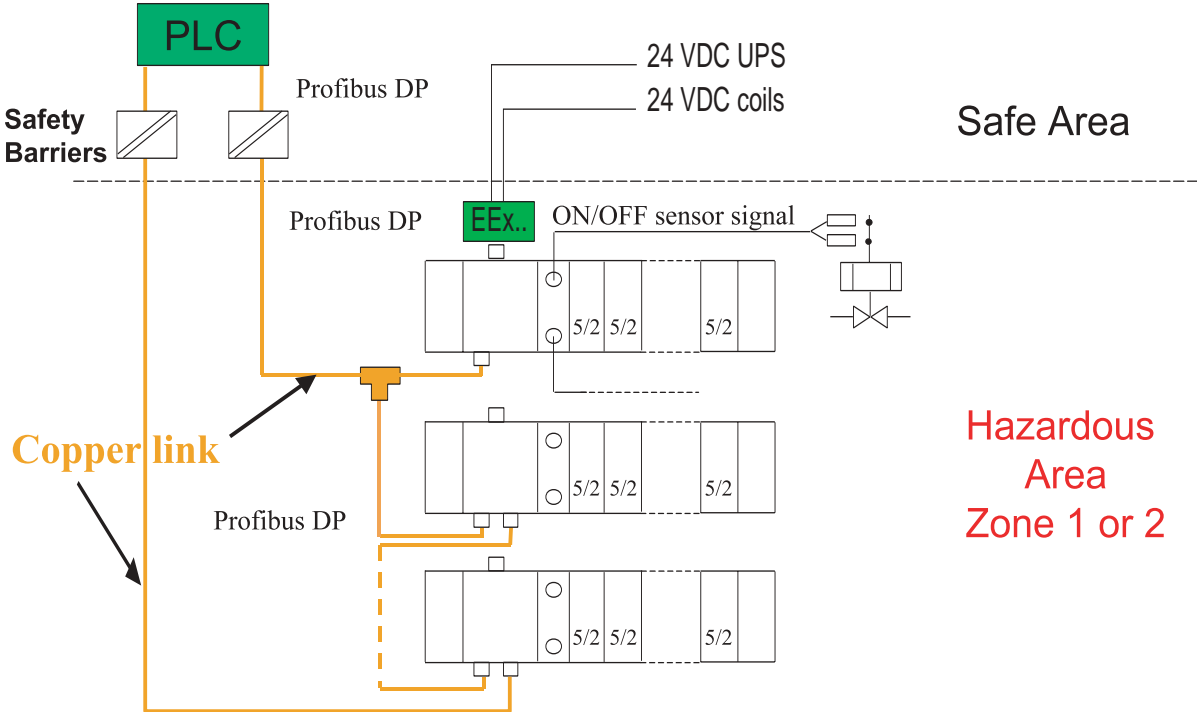 PLC
24 VDC UPS
Profibus DP
24 VDC coils
Safety
Barriers
Safe Area
Profibus DP
EEx..
ON/OFF sensor signal
5/2 5/2 5/2
Copper link
Hazardous
Area
Zone 1 or 2
5/2 5/2 5/2
Profibus DP
5/2 5/2 5/2